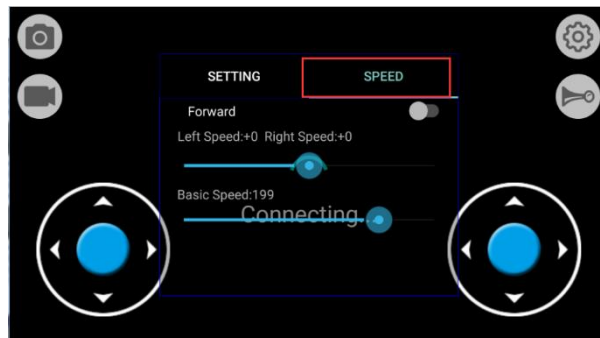 SETTING SPEED
Forward
Left Speed:+0 Right Speed:+0
Basic Speed:199
Connecting...